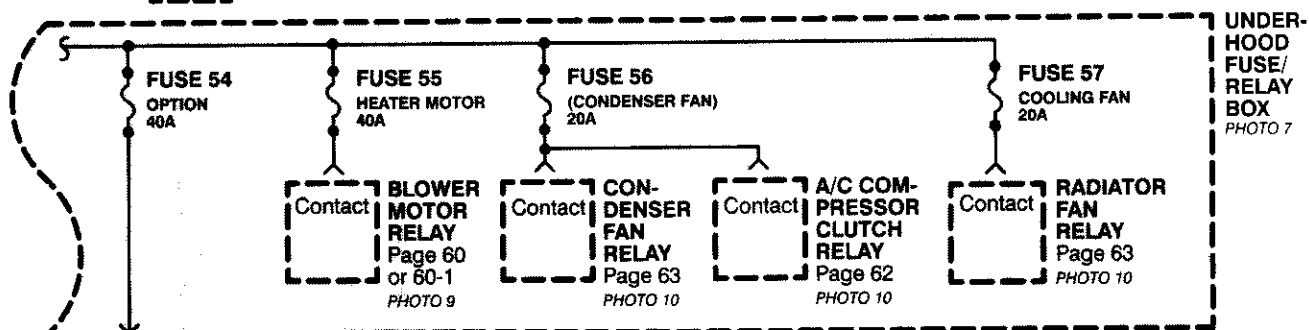 FUSE 54
OPTION
40A
FUSE 55
HEATER MOTOR
40A
FUSE 56
(CONDENSER FAN)
20A
FUSE 57
COOLING FAN
20A
UNDER-
HOOD
FUSE/
RELAY
BOX
PHOTO 7
Contact
BLOWER
MOTOR
RELAY
Page 60
or 60-1
PHOTO 9
Contact
CON-
DENSER
FAN
RELAY
Page 63
PHOTO 10
Contact
A/C COM-
PRESSOR
CLUTCH
RELAY
Page 62
PHOTO 10
Contact
RADIATOR
FAN
RELAY
Page 63
PHOTO 10